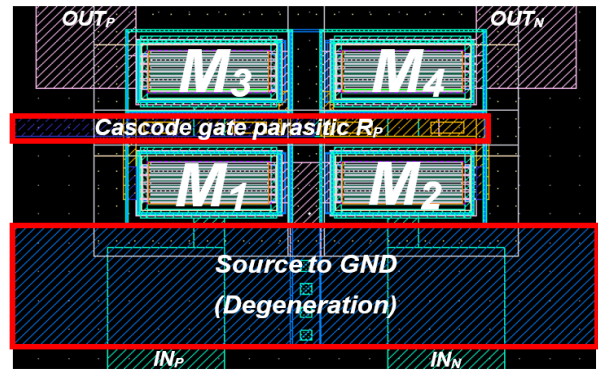 OUTP OUTN
M3 M4
Cascode gate parasitic RP
M1 M2
Source to GND
(Degeneration)
INP INN